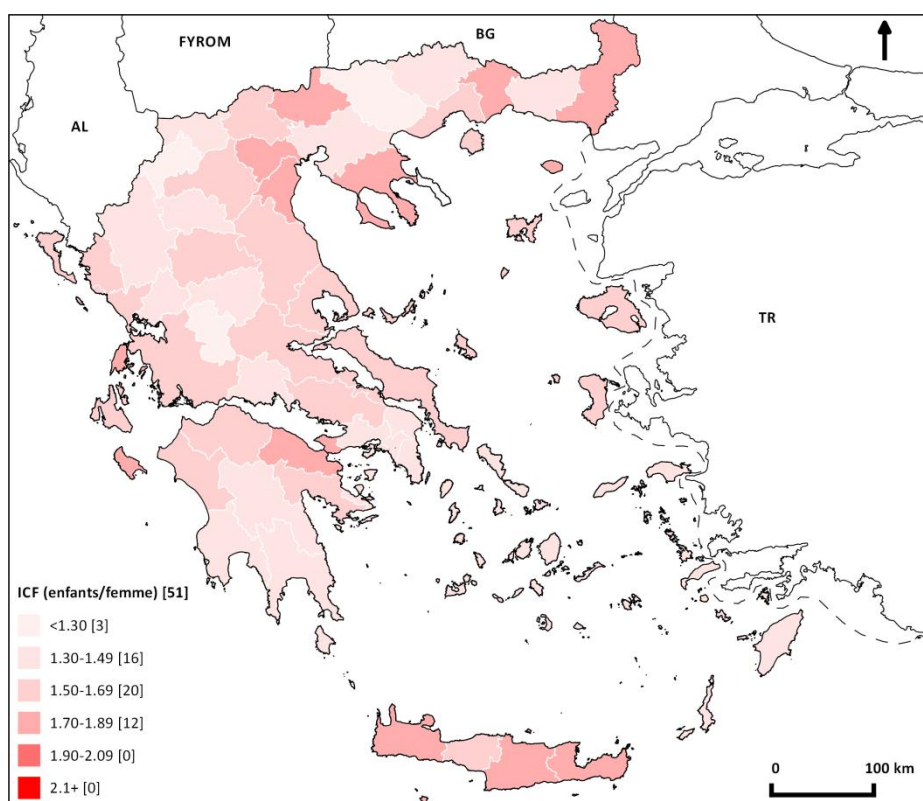 FYROM
BG
AL
TR
ICF (enfants/femme) [51]
<1.30 [3]
1.30-1.49 [16]
1.50-1.69 [20]
1.70-1.89 [12]
1.90-2.09 [0]
2.1+ [0]
0 100 km